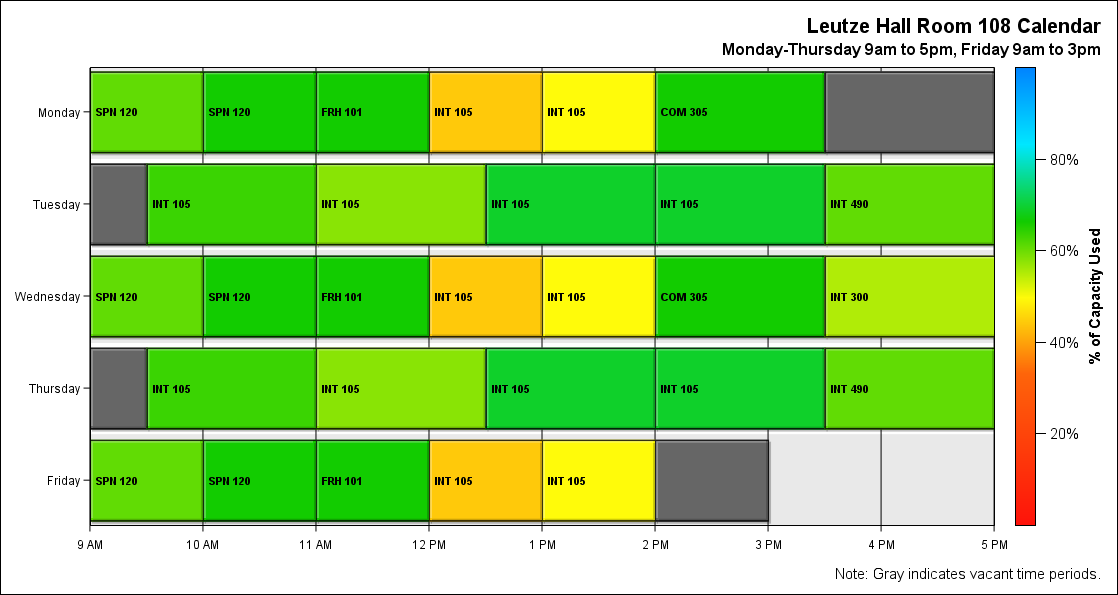 Leutze Hall Room 108 Calendar
Monday-Thursday 9am to 5pm, Friday 9am to 3pm
Monday SPN 120 SPN 120 FRH 101 INT 105 INT 105 COM 305
Tuesday INT 105 INT 105 INT 105 INT 105 INT 490
Wednesday SPN 120 SPN 120 FRH 101 INT 105 INT 105 COM 305 INT 300
Thursday INT 105 INT 105 INT 105 INT 105 INT 490
Friday SPN 120 SPN 120 FRH 101 INT 105 INT 105
9 AM 10 AM 11 AM 12 PM 1 PM 2 PM 3 PM 4 PM 5 PM
80%
60%
40%
20%
% of Capacity Used
Note: Gray indicates vacant time periods.